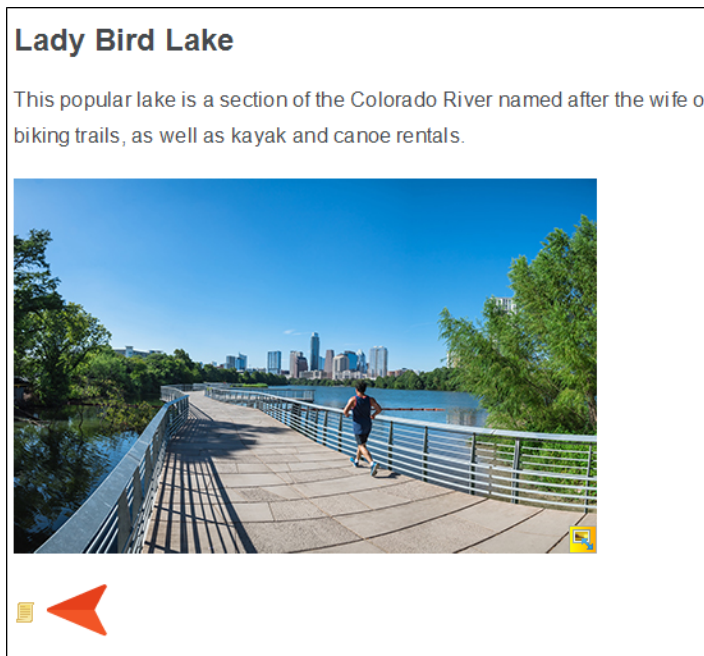 Lady Bird Lake
This popular lake is a section of the Colorado River named after the wife
biking trails, as well as kayak and canoe rentals.